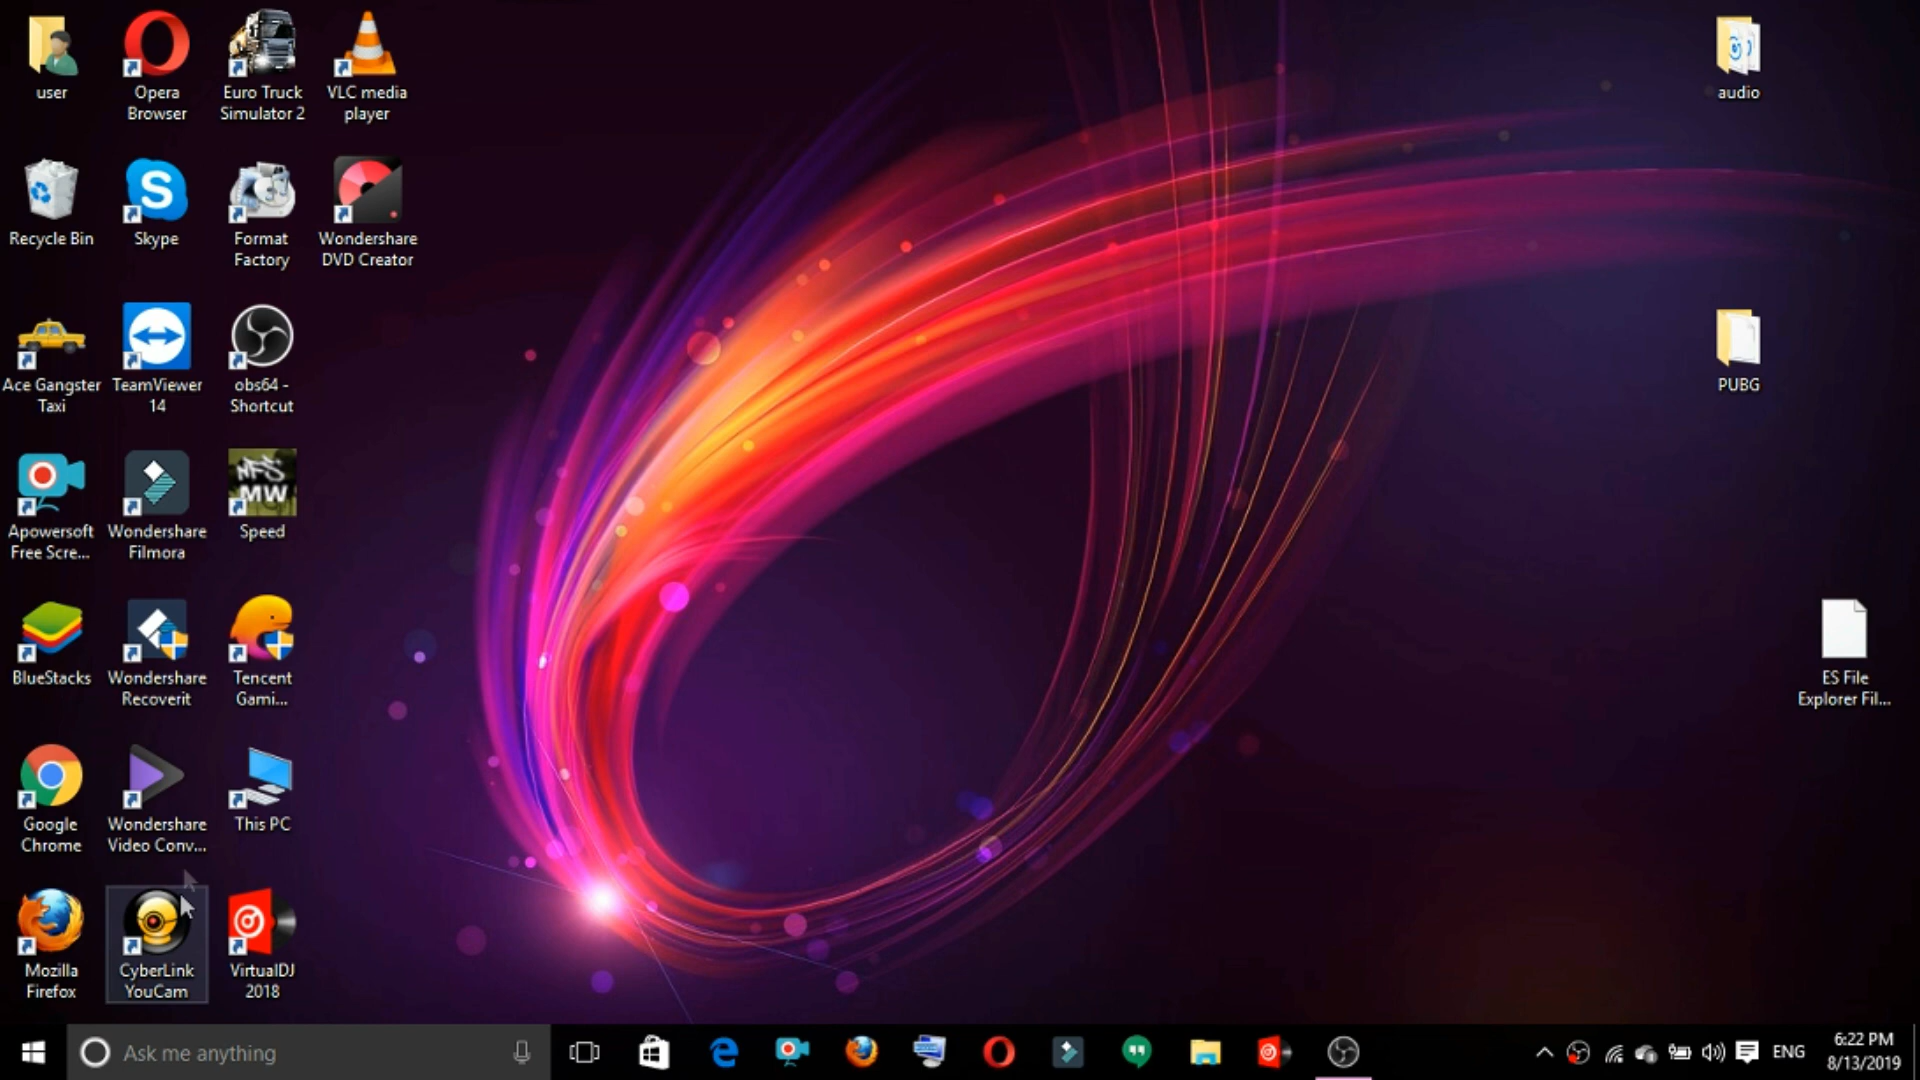 user
Opera
Browser
Euro Truck
Simulator 2
VLC media
player
audio
Recycle Bin
S
Skype
Format
Factory
Wondershare
DVD Creator
Ace Gangster
Taxi
TeamViewer
14
obs64 -
Shortcut
PUBG
Apowersoft
Free Scre...
Wondershare
Filmora
NFS
MW
Speed
BlueStacks
Wondershare
Recoverit
Tencent
Gami...
ES File
Explorer Fil...
Google
Chrome
Wondershare
Video Conv...
This PC
Mozilla
Firefox
CyberLink
YouCam
VirtualDJ
2018
Ask me anything
ENG
6:22 PM
8/13/2019